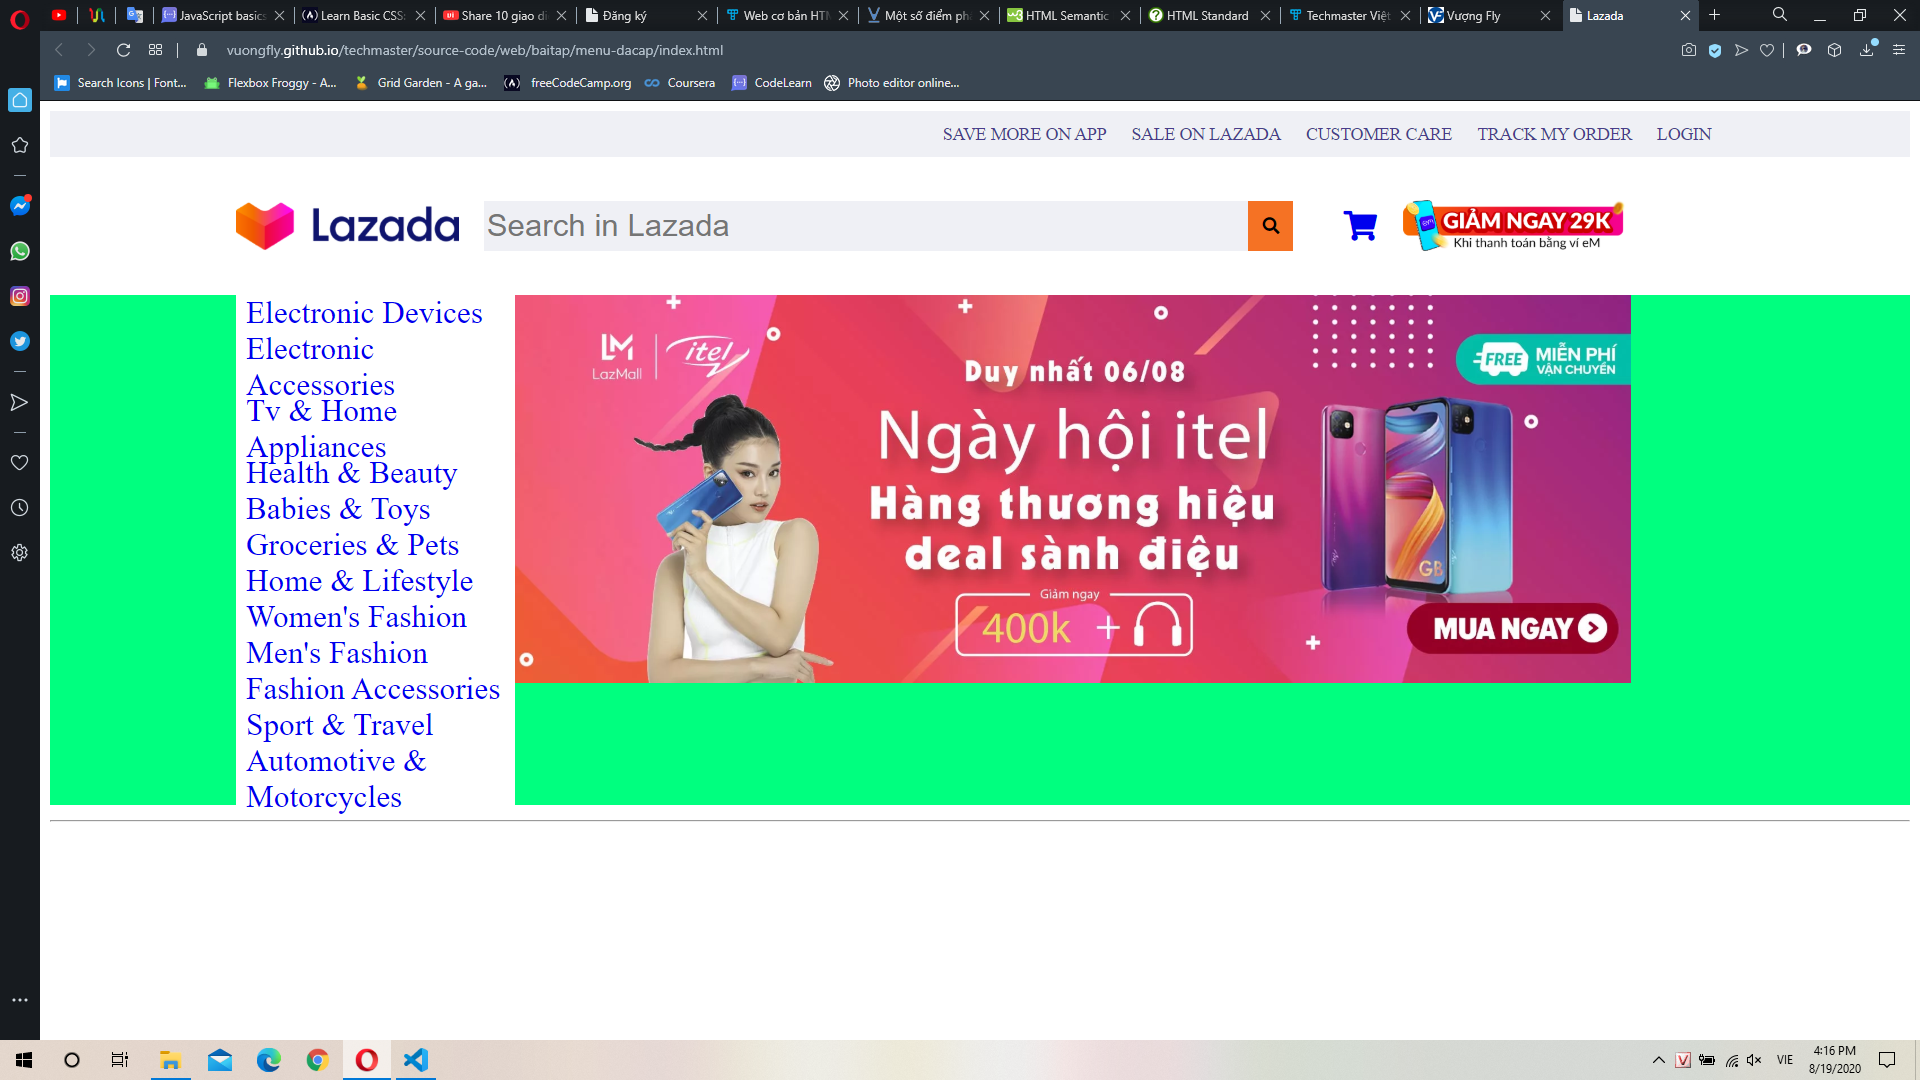 JavaScript basics
Learn Basic CSS:
Share 10 giao di
Đăng ký
Web cơ bản HTM
Một số điểm ph
HTML Semantic
HTML Standard
Techmaster Việt
Vượng Fly
Lazada
vuongfly.github.io/techmaster/source-code/web/baitap/menu-dacap/index.html
Search Icons | Font...
Flexbox Froggy - A...
Grid Garden - A ga...
freeCodeCamp.org
Coursera
CodeLearn
Photo editor online...
SAVE MORE ON APP
SALE ON LAZADA
CUSTOMER CARE
TRACK MY ORDER
LOGIN
Lazada
Search in Lazada
GIẢM NGAY 29K
Khi thanh toán bằng ví eM
Electronic Devices
Electronic
Accessories
Tv & Home
Appliances
Health & Beauty
Babies & Toys
Groceries & Pets
Home & Lifestyle
Women's Fashion
Men's Fashion
Fashion Accessories
Sport & Travel
Automotive &
Motorcycles
LM
LazMall
itel
Duy nhất 06/08
FREE
MIỄN PHÍ
VẬN CHUYỂN
Ngày hội itel
Hàng thương hiệu
deal sành điệu
Giảm ngay
400k +
GB
MUA NGAY
VIE
4:16 PM
8/19/2020